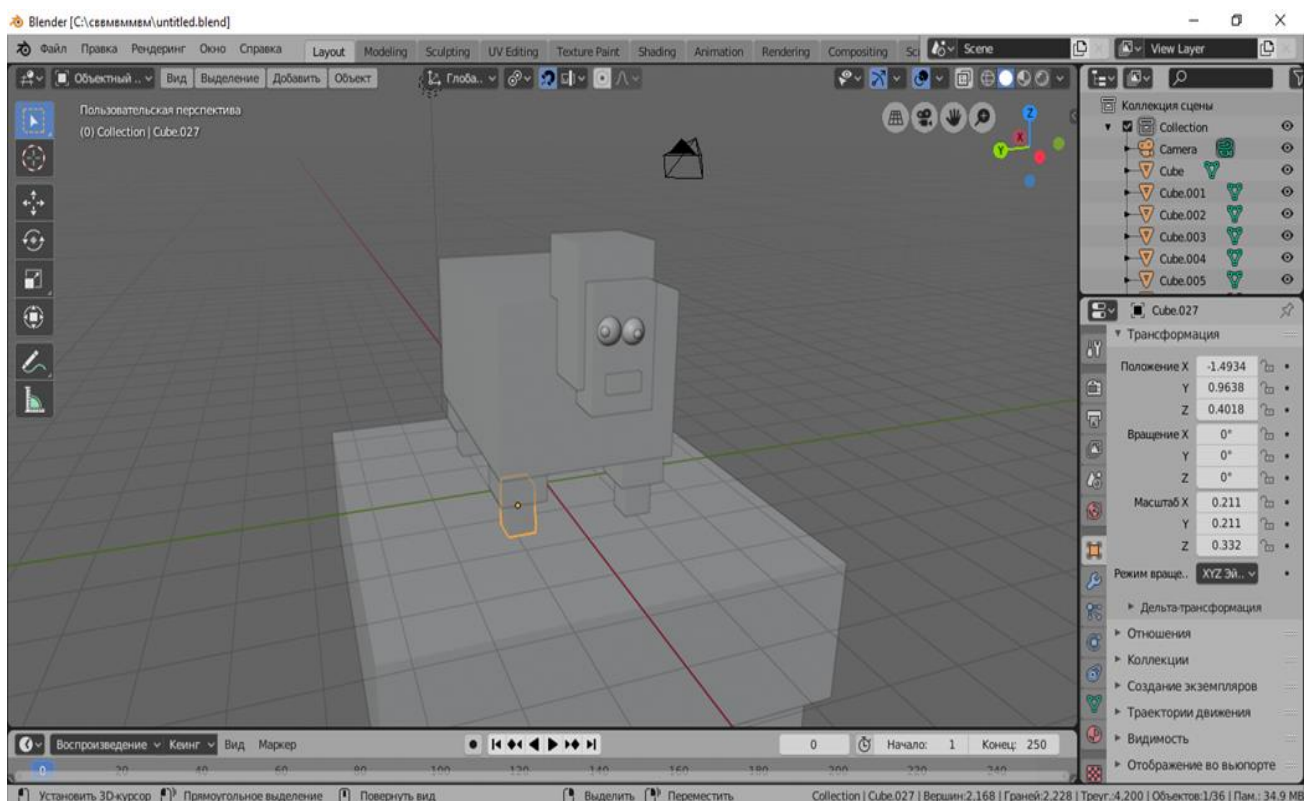 Blender [C:\сввмвммвм\untitled.blend]
Файл Правка Рендеринг Окно Справка Layout Modeling Sculpting UV Editing Texture Paint Shading Animation Rendering Compositing Sc Scene View Layer
Объектный .. Вид Выделение Добавить Объект Глоба..
Пользовательская перспектива
(0) Collection | Cube.027
Z
X
Y
Коллекция сцены
Collection
Camera
Cube
Cube.001
Cube.002
Cube.003
Cube.004
Cube.005
Cube.027
Трансформация
Положение X -1.4934
Y 0.9638
Z 0.4018
Вращение X 0°
Y 0°
Z 0°
Масштаб X 0.211
Y 0.211
Z 0.332
Режим враще.. XYZ Эй..
Дельта-трансформация
Отношения
Коллекции
Создание экземпляров
Траектории движения
Видимость
Отображение во вьюпорте
Воспроизведение Кеинг Вид Маркер 0 Начало: 1 Конец: 250
0 20 40 60 80 100 120 140 160 180 200 220 240
Установить 3D-курсор Прямоугольное выделение Повернуть вид Выделить Переместить Collection | Cube.027 | Вершин:2,168 | Граней:2,228 | Треуг.:4,200 | Объектов:1/36 | Пам.: 34.9 MB